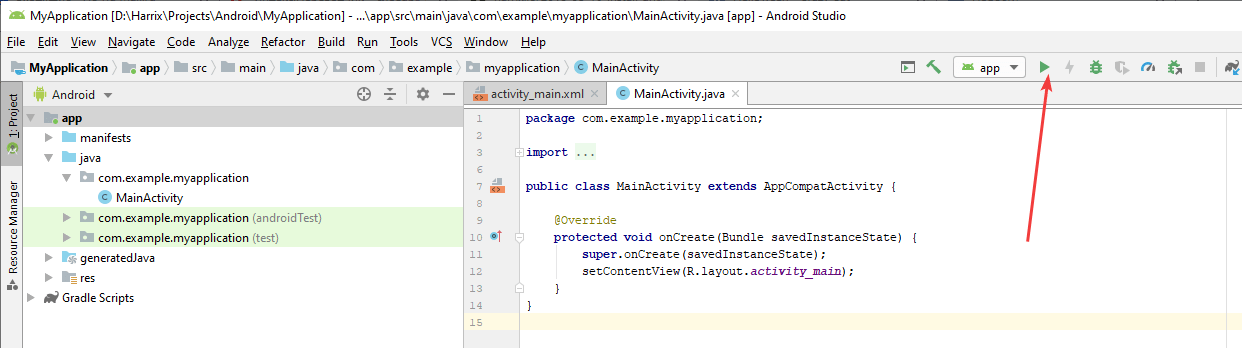 MyApplication [D:\Harrix\Projects\Android\MyApplication] - ...\app\src\main\java\com\example\myapplication\MainActivity.java [app] - Android Studio
File Edit View Navigate Code Analyze Refactor Build Run Tools VCS Window Help
MyApplication app src main java com example myapplication MainActivity app
1: Project
Resource Manager
Android
app
manifests
java
com.example.myapplication
MainActivity
com.example.myapplication (androidTest)
com.example.myapplication (test)
generatedJava
res
Gradle Scripts
activity_main.xml MainActivity.java
1 package com.example.myapplication;
2
3 import ...
6
7 public class MainActivity extends AppCompatActivity {
8
9 @Override
10 protected void onCreate(Bundle savedInstanceState) {
11 super.onCreate(savedInstanceState);
12 setContentView(R.layout.activity_main);
13 }
14 }
15